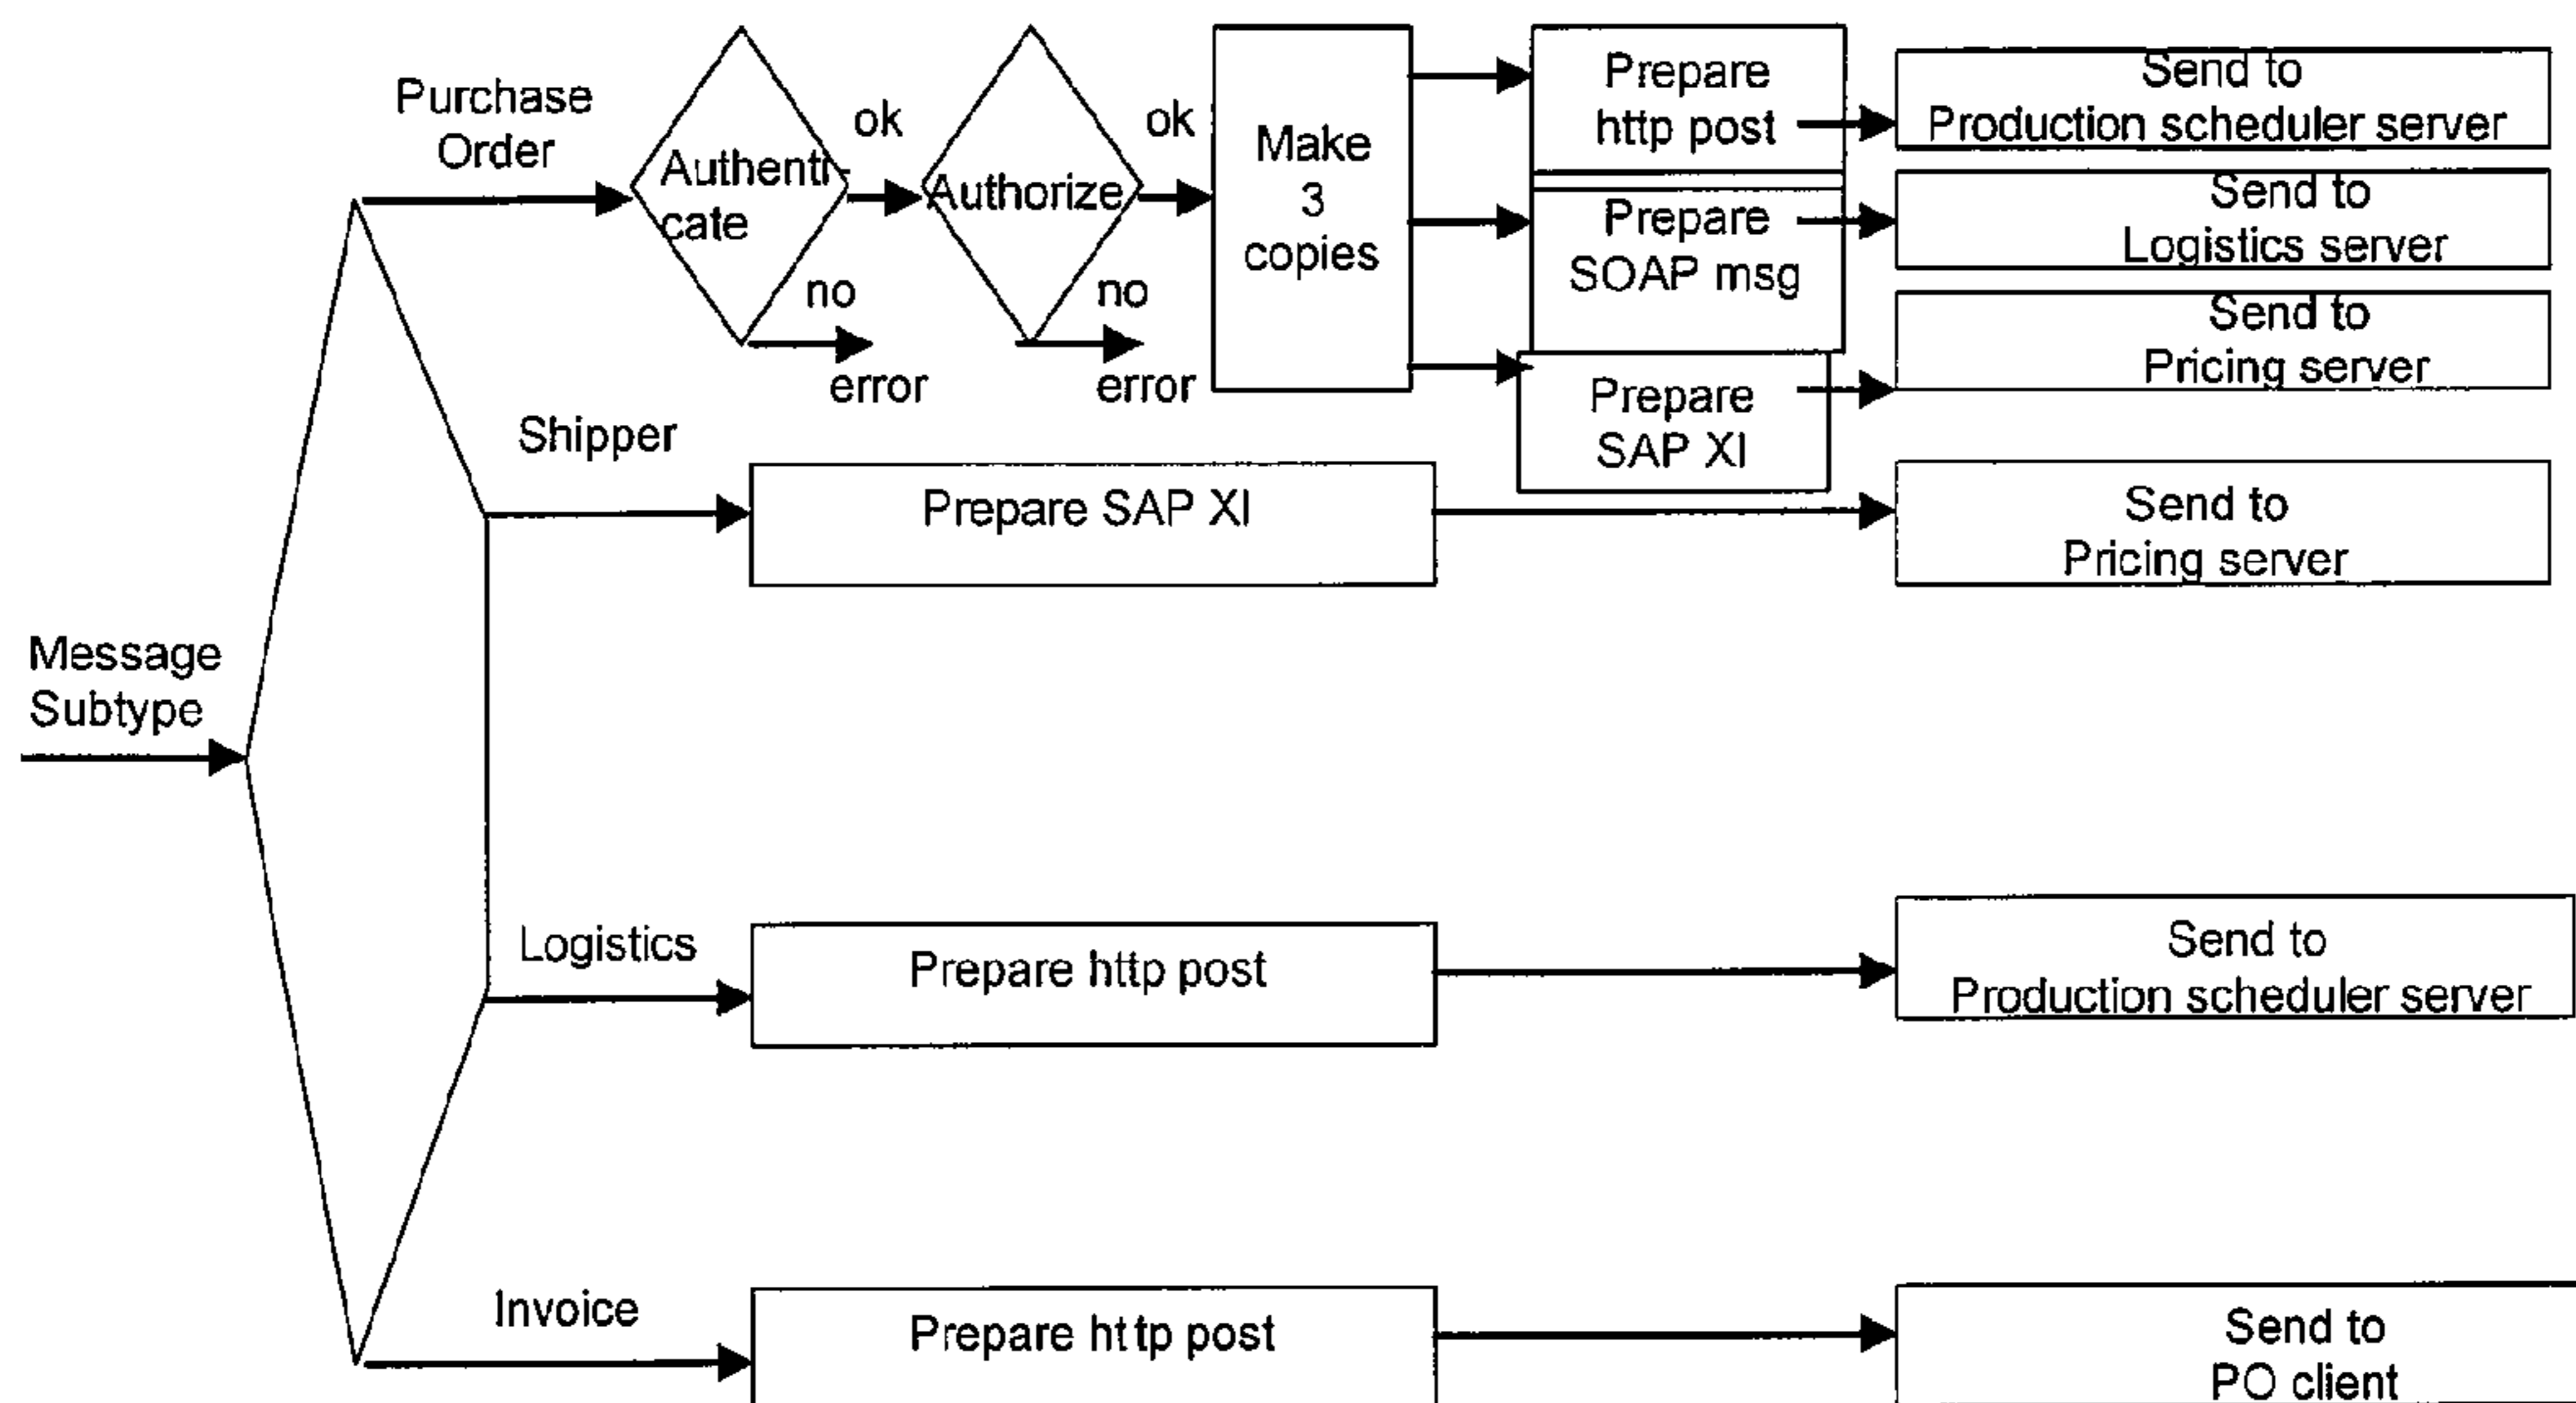 Purchase
Order
Authenti-
cate
ok
no
error
Authorize
ok
no
error
Make
3
copies
Prepare
http post
Send to
Production scheduler server
Prepare
SOAP msg
Send to
Logistics server
Prepare
SAP XI
Send to
Pricing server
Shipper
Prepare SAP XI
Send to
Pricing server
Message
Subtype
Logistics
Prepare http post
Send to
Production scheduler server
Invoice
Prepare http post
Send to
PO client